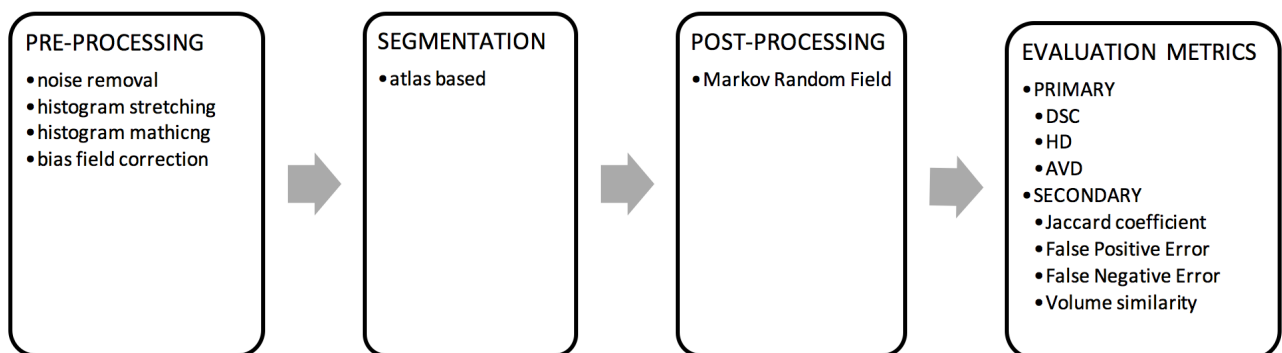 PRE-PROCESSING
•noise removal
•histogram stretching
•histogram mathicng
•bias field correction
SEGMENTATION
•atlas based
POST-PROCESSING
•Markov Random Field
EVALUATION METRICS
•PRIMARY
•DSC
•HD
•AVD
•SECONDARY
•Jaccard coefficient
•False Positive Error
•False Negative Error
•Volume similarity